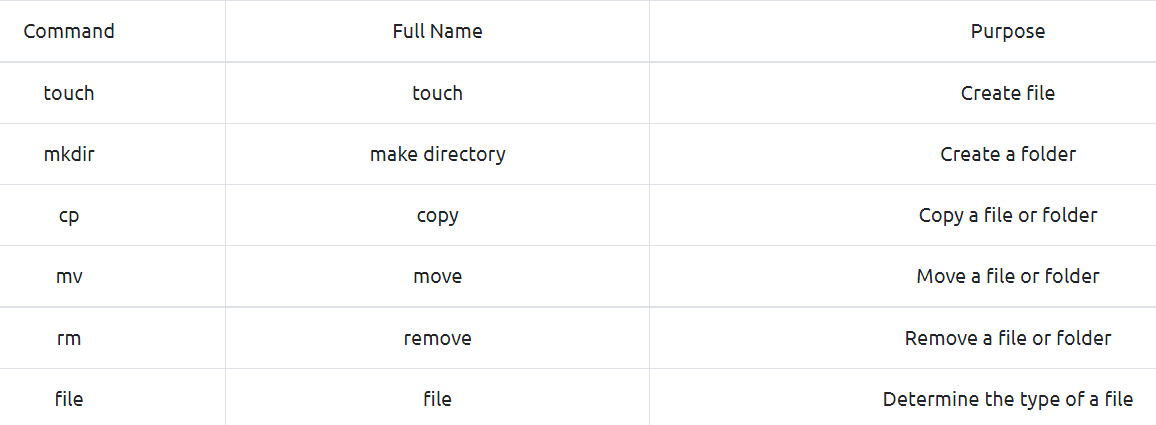 Command Full Name Purpose
touch touch Create file
mkdir make directory Create a folder
cp copy Copy a file or folder
mv move Move a file or folder
rm remove Remove a file or folder
file file Determine the type of a file